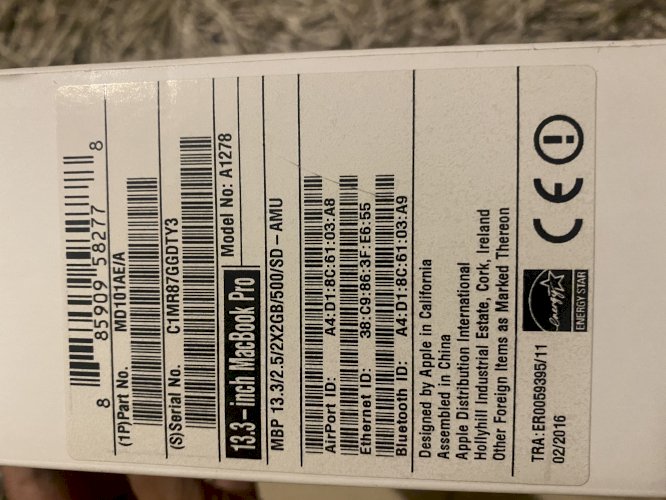 8 85909 58277 8
(1P)Part No. MD101AE/A
(S)Serial No. C1MR87GGDTY3
13.3-inch MacBook Pro Model No: A1278
MBP 13.3/2.5/2X2GB/500/SD - AMU
AirPort ID: A4:D1:8C:61:03:A8
Ethernet ID: 38:C9:86:3F:E6:55
Bluetooth ID: A4:D1:8C:61:03:A9
Designed by Apple in California
Assembled in China
Apple Distribution International
Hollyhill Industrial Estate, Cork, Ireland
Other Foreign Items as Marked Thereon
TRA: ER0059395/11
02/2016
energy
ENERGY STAR
CE